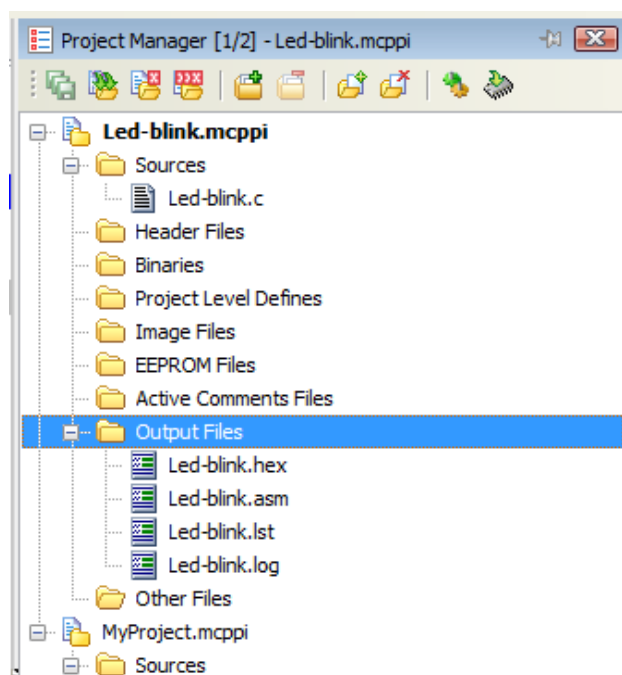 Project Manager [1/2] - Led-blink.mcppi
Led-blink.mcppi
Sources
Led-blink.c
Header Files
Binaries
Project Level Defines
Image Files
EEPROM Files
Active Comments Files
Output Files
Led-blink.hex
Led-blink.asm
Led-blink.lst
Led-blink.log
Other Files
MyProject.mcppi
Sources